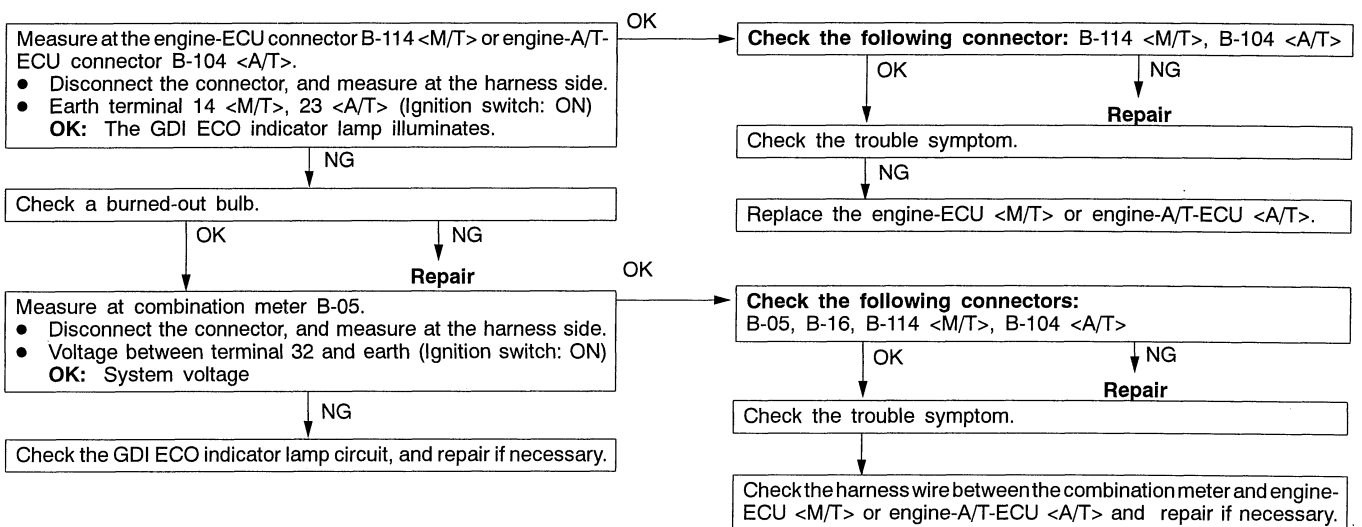 Measure at the engine-ECU connector B-114 <M/T> or engine-A/T-
ECU connector B-104 <A/T>.
● Disconnect the connector, and measure at the harness side.
● Earth terminal 14 <M/T>, 23 <A/T> (Ignition switch: ON)
OK: The GDI ECO indicator lamp illuminates.
OK
Check the following connector: B-114 <M/T>, B-104 <A/T>
OK
NG
Repair
Check the trouble symptom.
NG
Replace the engine-ECU <M/T> or engine-A/T-ECU <A/T>.
NG
Check a burned-out bulb.
OK
NG
Repair
Measure at combination meter B-05.
● Disconnect the connector, and measure at the harness side.
● Voltage between terminal 32 and earth (Ignition switch: ON)
OK: System voltage
OK
Check the following connectors:
B-05, B-16, B-114 <M/T>, B-104 <A/T>
OK
NG
Repair
Check the trouble symptom.
Check the harness wire between the combination meter and engine-
ECU <M/T> or engine-A/T-ECU <A/T> and repair if necessary.
NG
Check the GDI ECO indicator lamp circuit, and repair if necessary.